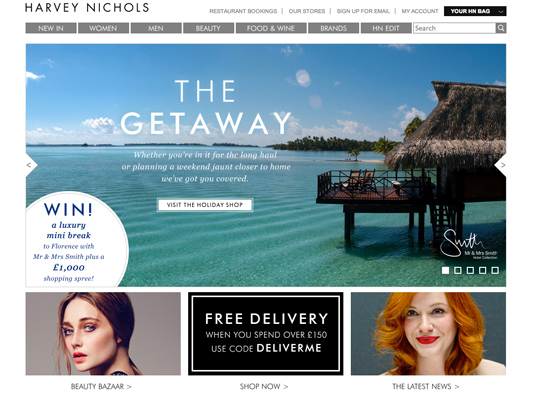 HARVEY NICHOLS
RESTAURANT BOOKINGS | OUR STORES | SIGN UP FOR EMAIL | MY ACCOUNT
YOUR HN BAG
NEW IN
WOMEN
MEN
BEAUTY
FOOD & WINE
BRANDS
HN EDIT
Search
THE
GETAWAY
Whether you're in it for the long haul
or planning a weekend jaunt closer to home
we've got you covered.
VISIT THE HOLIDAY SHOP
<
>
WIN!
a luxury
mini break
to Florence with
Mr & Mrs Smith plus a
£1,000
shopping spree!
Smith
Mr & Mrs Smith
Hotel Collection
FREE DELIVERY
WHEN YOU SPEND OVER £150
USE CODE DELIVERME
BEAUTY BAZAAR >
SHOP NOW >
THE LATEST NEWS >